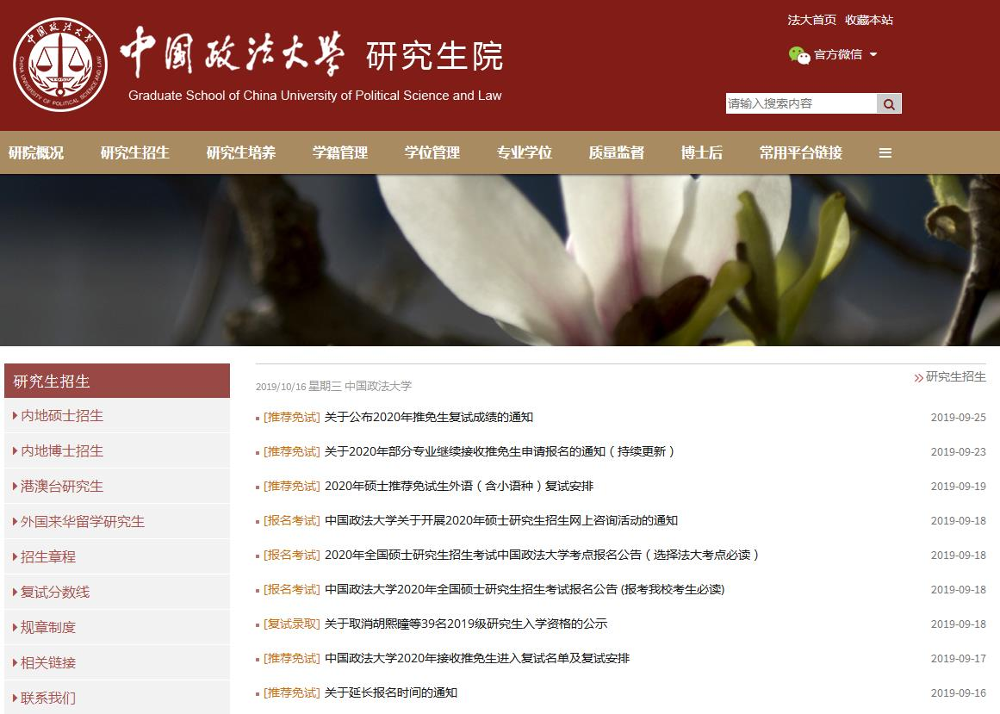 中国政法大学
CHINA UNIVERSITY OF POLITICAL SCIENCE AND LAW
中国政法大学 研究生院
Graduate School of China University of Political Science and Law
法大首页 收藏本站
官方微信
请输入搜索内容
研院概况 研究生招生 研究生培养 学籍管理 学位管理 专业学位 质量监督 博士后 常用平台链接
研究生招生
内地硕士招生
内地博士招生
港澳台研究生
外国来华留学研究生
招生章程
复试分数线
规章制度
相关链接
联系我们
2019/10/16 星期三 中国政法大学
研究生招生
[推荐免试] 关于公布2020年推免生复试成绩的通知 2019-09-25
[推荐免试] 关于2020年部分专业继续接收推免生申请报名的通知（持续更新） 2019-09-23
[推荐免试] 2020年硕士推荐免试生外语（含小语种）复试安排 2019-09-19
[报名考试] 中国政法大学关于开展2020年硕士研究生招生网上咨询活动的通知 2019-09-18
[报名考试] 2020年全国硕士研究生招生考试中国政法大学考点报名公告（选择法大考点必读） 2019-09-18
[报名考试] 中国政法大学2020年全国硕士研究生招生考试报名公告 (报考我校考生必读) 2019-09-18
[复试录取] 关于取消胡熙曈等39名2019级研究生入学资格的公示 2019-09-18
[推荐免试] 中国政法大学2020年接收推免生进入复试名单及复试安排 2019-09-17
[推荐免试] 关于延长报名时间的通知 2019-09-16